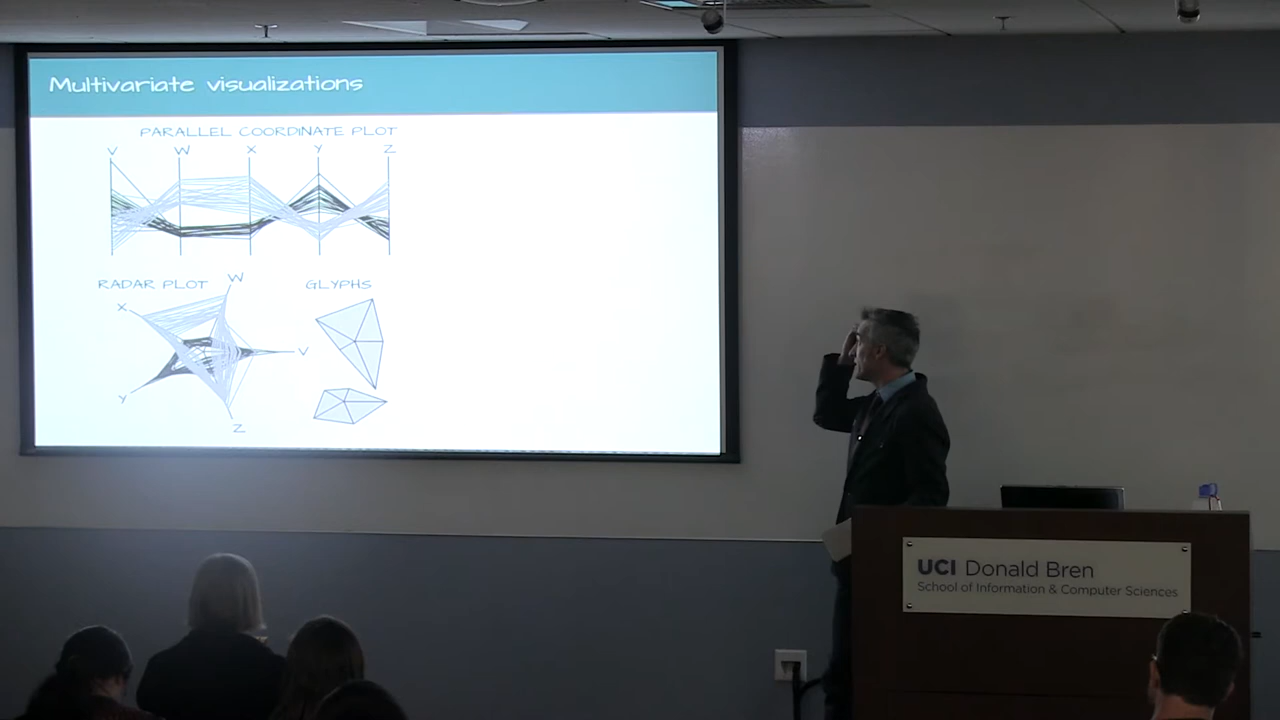 Multivariate visualizations
PARALLEL COORDINATE PLOT
V W X Y Z
RADAR PLOT
GLYPHS
W
X
V
Y
Z
UCI Donald Bren
School of Information & Computer Sciences